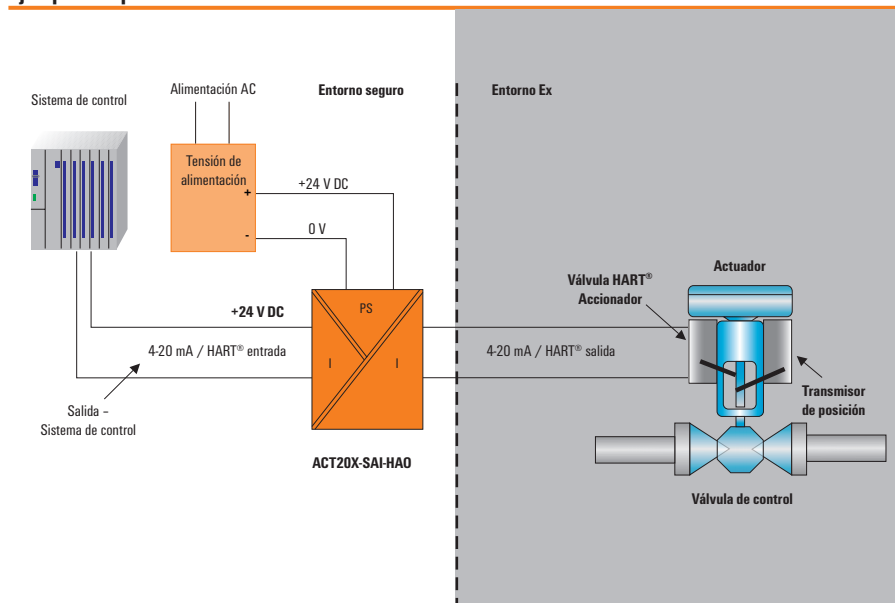 Sistema de control
Alimentación AC
Entorno seguro
Entorno Ex
Tensión de
alimentación
+
-
+24 V DC
0 V
PS
I
I
+24 V DC
4-20 mA / HART® entrada
4-20 mA / HART® salida
Salida –
Sistema de control
ACT20X-SAI-HAO
Actuador
Válvula HART®
Accionador
Transmisor
de posición
Válvula de control